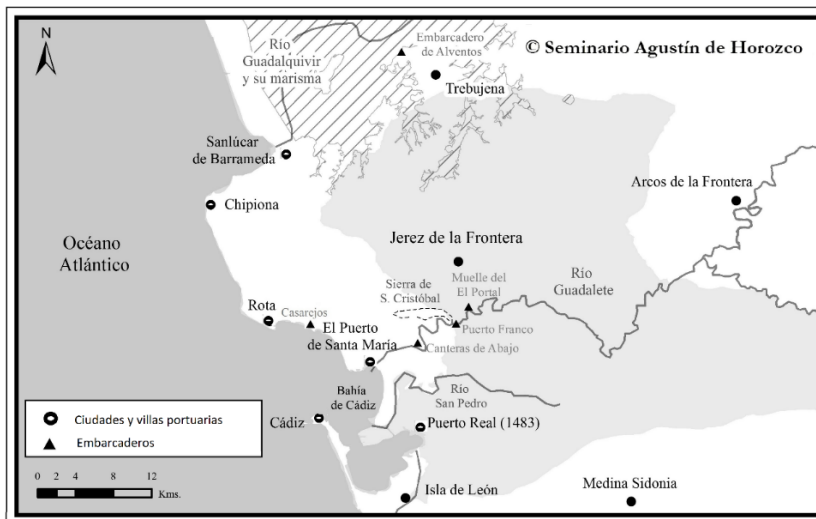 N
Río
Guadalquivir
y su marisma
Embarcadero
de Alventos
© Seminario Agustín de Horozco
Trebujena
Sanlúcar
de Barrameda
Chipiona
Arcos de la Frontera
Océano
Atlántico
Jerez de la Frontera
Sierra de
S. Cristóbal
Muelle del
El Portal
Río
Guadalete
Rota
Casarejos
El Puerto
de Santa María
Puerto Franco
Canteras de Abajo
Bahía
de Cádiz
Río
San Pedro
Cádiz
Puerto Real (1483)
Ciudades y villas portuarias
Embarcaderos
0 2 4 6 8 12
Kms.
Isla de León
Medina Sidonia